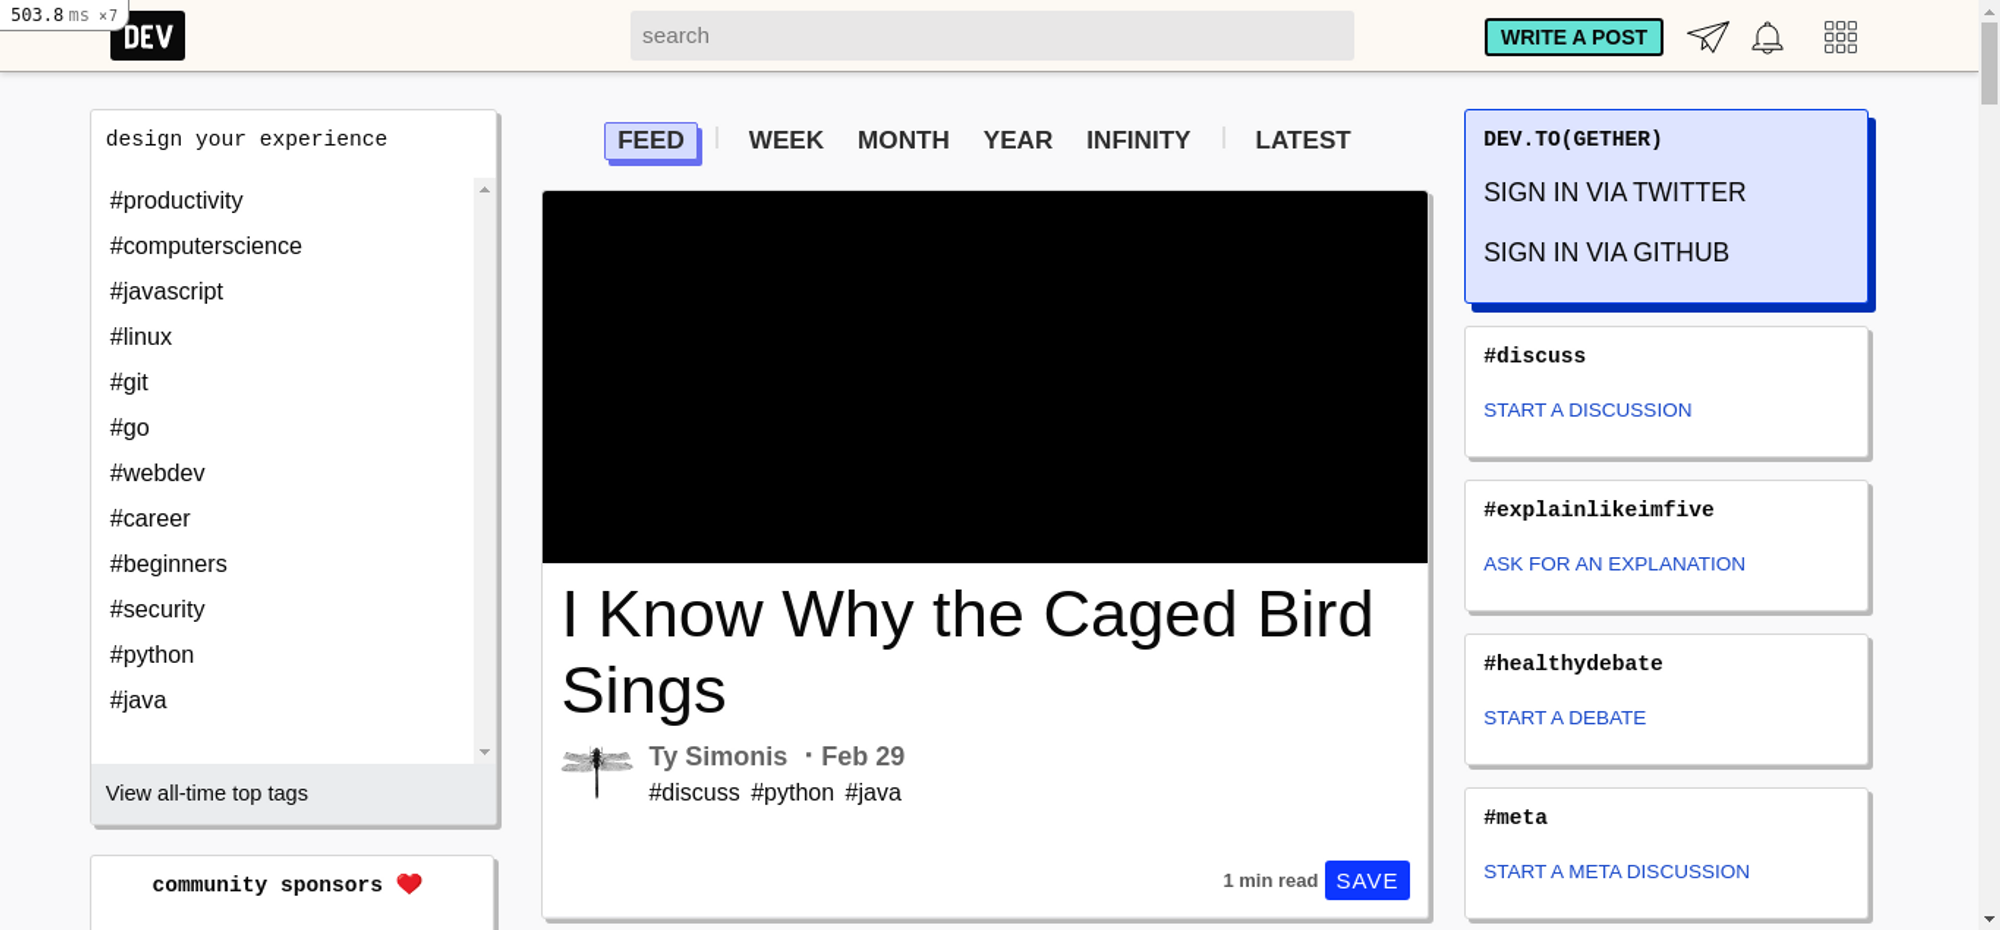 503.8 ms ×7
DEV
search
WRITE A POST
design your experience
#productivity
#computerscience
#javascript
#linux
#git
#go
#webdev
#career
#beginners
#security
#python
#java
View all-time top tags
community sponsors ❤️
FEED | WEEK MONTH YEAR INFINITY | LATEST
I Know Why the Caged Bird
Sings
Ty Simonis ・Feb 29
#discuss #python #java
1 min read SAVE
DEV.TO(GETHER)
SIGN IN VIA TWITTER
SIGN IN VIA GITHUB
#discuss
START A DISCUSSION
#explainlikeimfive
ASK FOR AN EXPLANATION
#healthydebate
START A DEBATE
#meta
START A META DISCUSSION